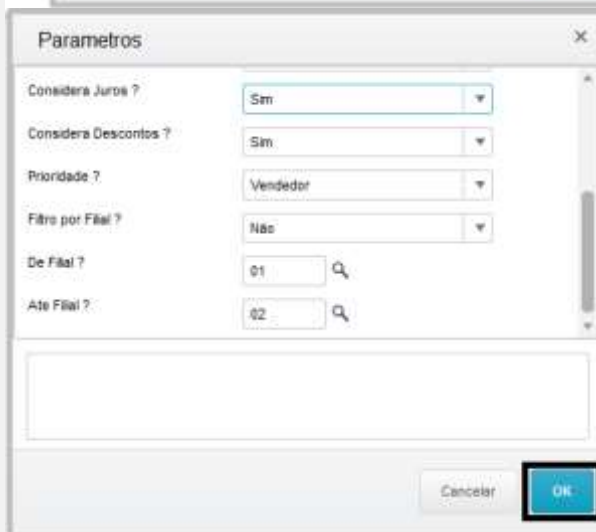 Parametros ×
Considera Juros ? Sim
Considera Descontos ? Sim
Prioridade ? Vendedor
Filtro por Filial ? Não
De Filial ? 01
Ate Filial ? 02
Cancelar OK